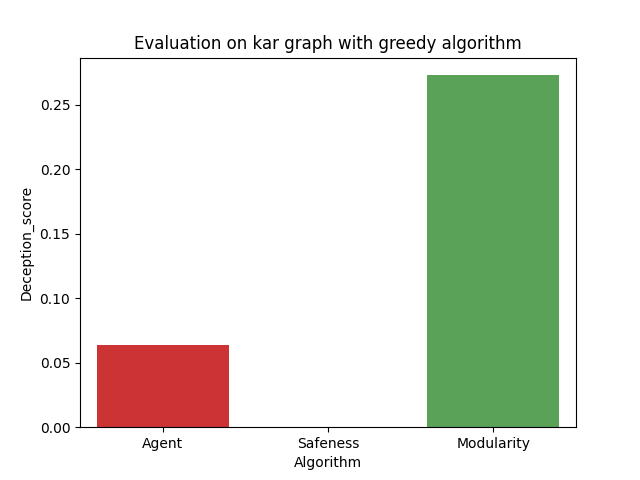 Evaluation on kar graph with greedy algorithm
Deception_score
0.25
0.20
0.15
0.10
0.05
0.00
Agent
Safeness
Modularity
Algorithm